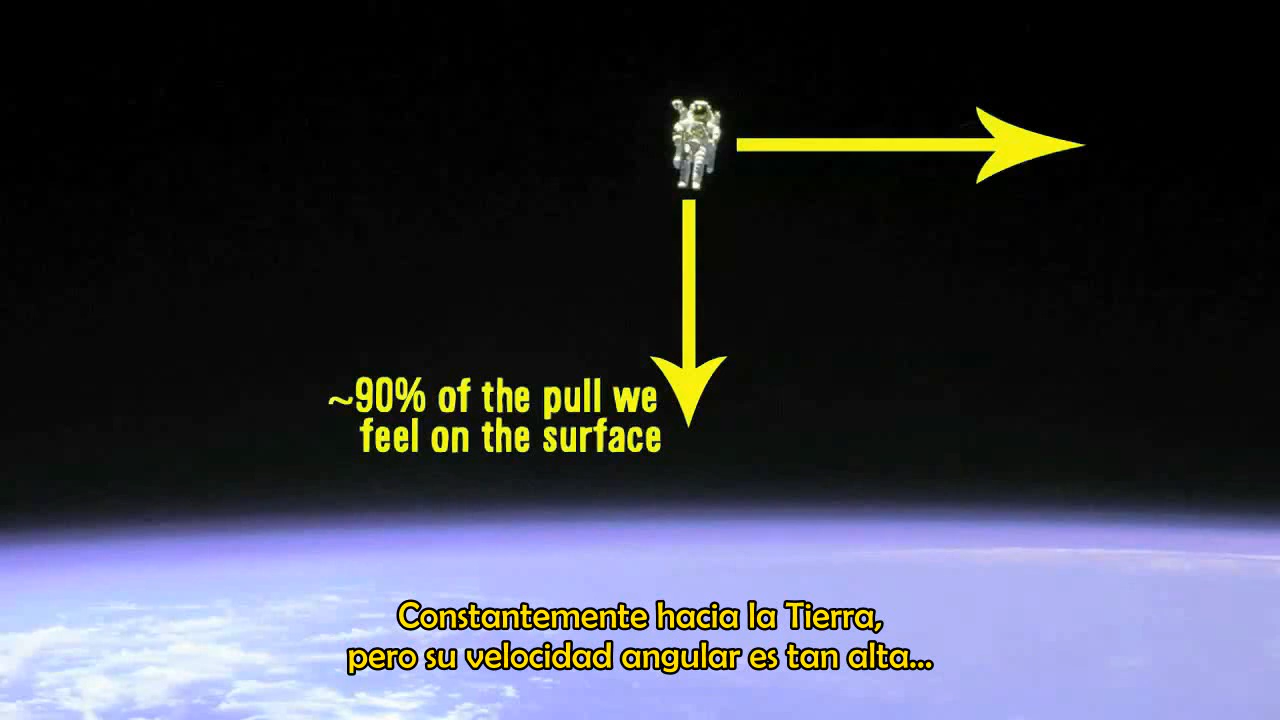 ~90% of the pull we
feel on the surface
Constantemente hacia la Tierra,
pero su velocidad angular es tan alta...